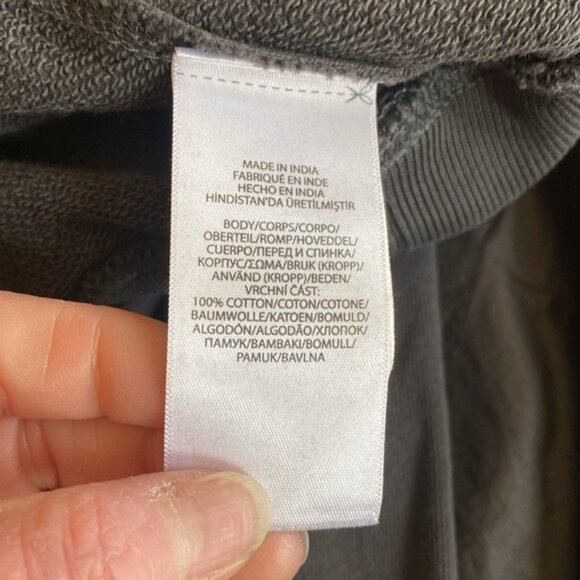 MADE IN INDIA
FABRIQUÉ EN INDE
HECHO EN INDIA
HİNDİSTAN'DA ÜRETİLMİŞTİR
BODY/CORPS/CORPO/
OBERTEIL/ROMP/HOVEDDEL/
CUERPO/ПЕРЕД И СПИНКА/
КОРПУС/ΣΩΜΑ/BRUK (KROPP)/
ANVÄND (KROPP)/BEDEN/
VRCHNÍ ČÁST:
100% COTTON/COTON/COTONE/
BAUMWOLLE/KATOEN/BOMULD/
ALGODÓN/ALGODÃO/ХЛОПОК/
ПАМУК/BAMBAKI/BOMULL/
PAMUK/BAVLNA